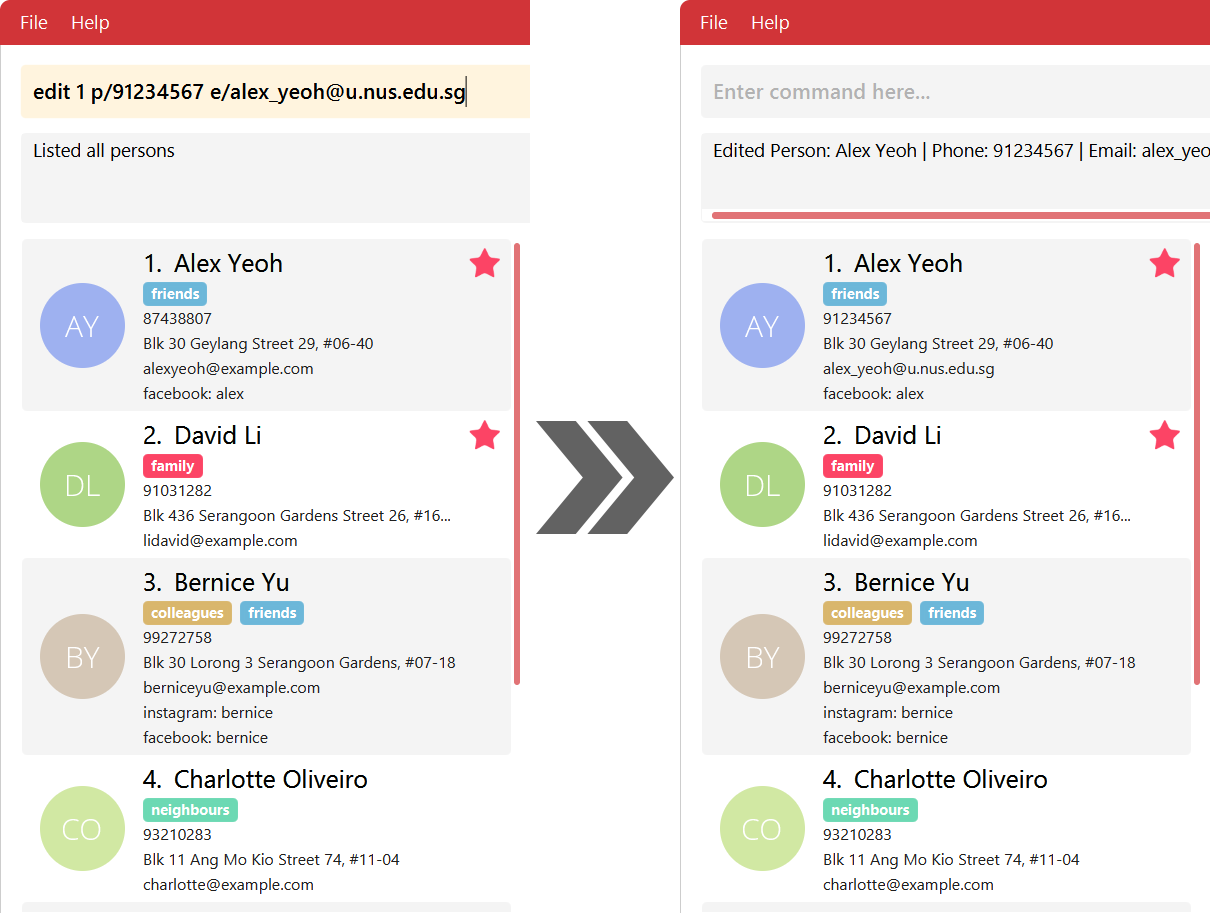 File Help
edit 1 p/91234567 e/alex_yeoh@u.nus.edu.sg
Listed all persons
1. Alex Yeoh
friends
AY
87438807
Blk 30 Geylang Street 29, #06-40
alexyeoh@example.com
facebook: alex
2. David Li
family
DL
91031282
Blk 436 Serangoon Gardens Street 26, #16...
lidavid@example.com
3. Bernice Yu
colleagues friends
BY
99272758
Blk 30 Lorong 3 Serangoon Gardens, #07-18
berniceyu@example.com
instagram: bernice
facebook: bernice
4. Charlotte Oliveiro
neighbours
CO
93210283
Blk 11 Ang Mo Kio Street 74, #11-04
charlotte@example.com
File Help
Enter command here...
Edited Person: Alex Yeoh | Phone: 91234567 | Email: alex_yeo
1. Alex Yeoh
friends
AY
91234567
Blk 30 Geylang Street 29, #06-40
alex_yeoh@u.nus.edu.sg
facebook: alex
2. David Li
family
DL
91031282
Blk 436 Serangoon Gardens Street 26, #16...
lidavid@example.com
3. Bernice Yu
colleagues friends
BY
99272758
Blk 30 Lorong 3 Serangoon Gardens, #07-18
berniceyu@example.com
instagram: bernice
facebook: bernice
4. Charlotte Oliveiro
neighbours
CO
93210283
Blk 11 Ang Mo Kio Street 74, #11-04
charlotte@example.com